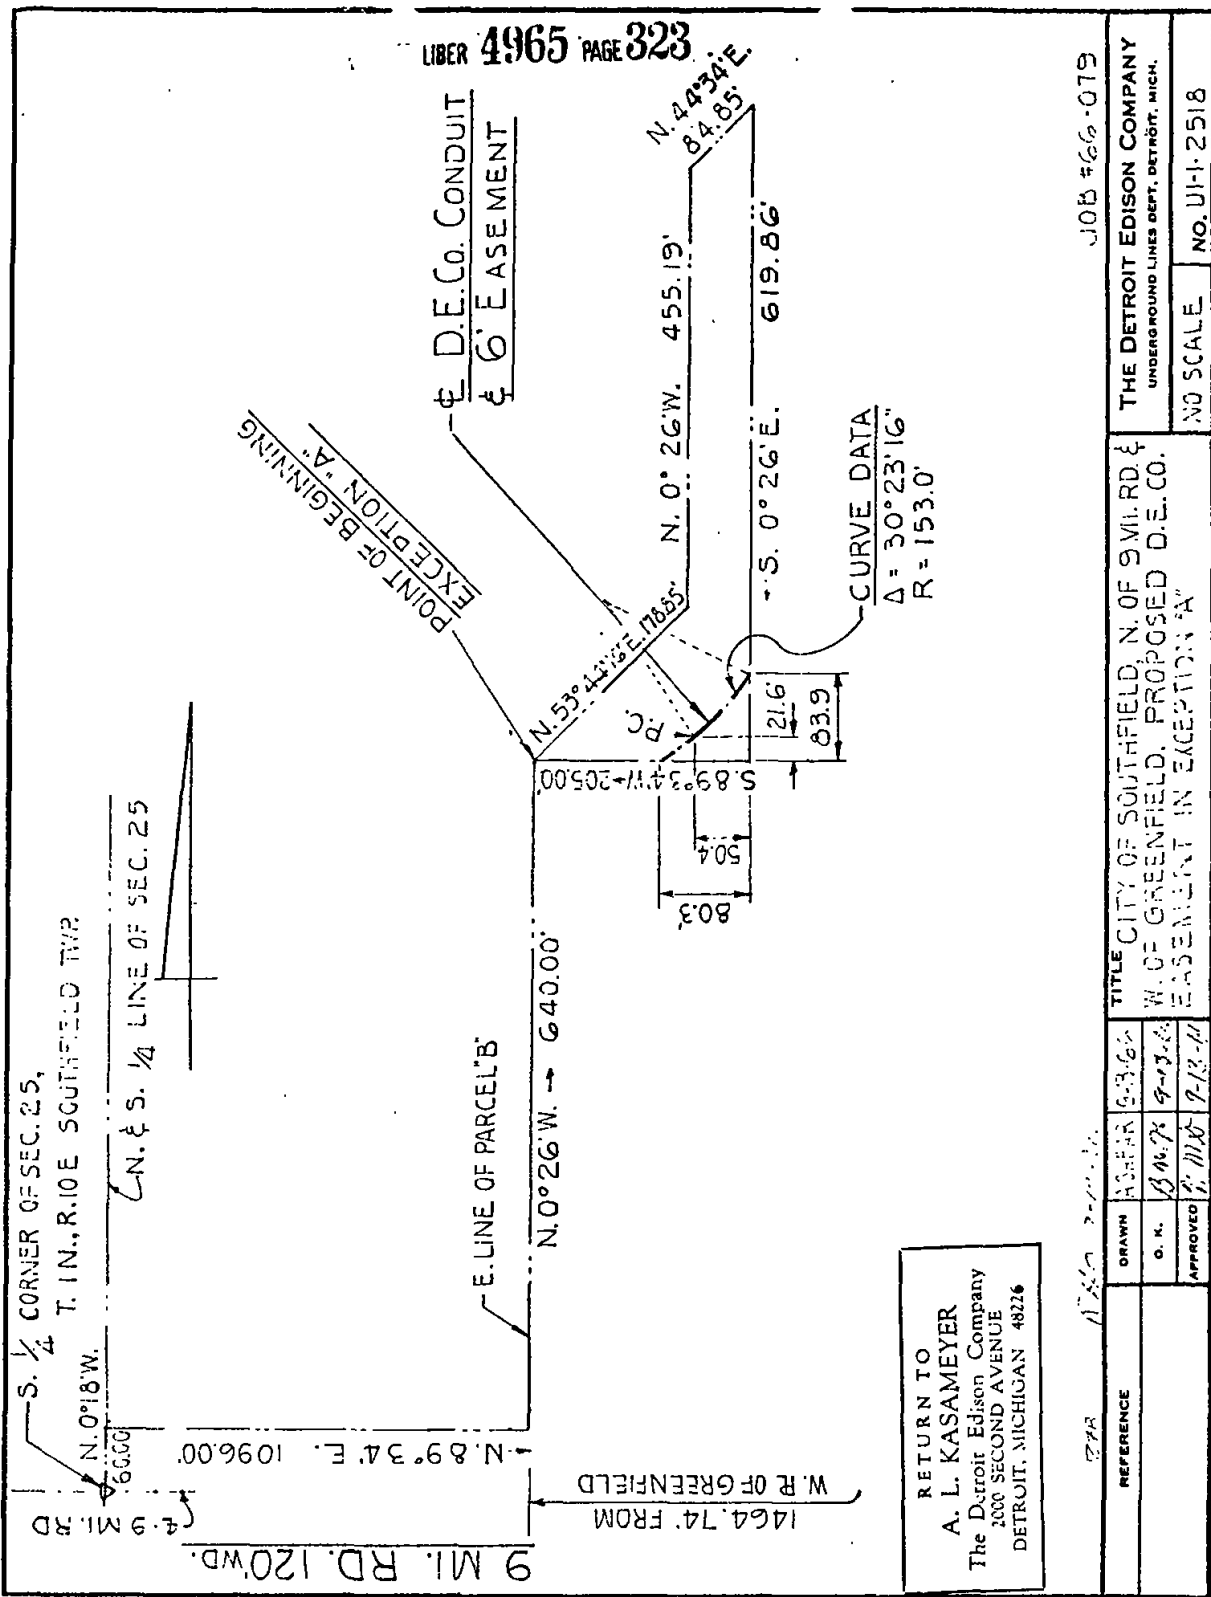 LIBER 4965 PAGE 323
S. 1/4 CORNER OF SEC. 25,
T. 1 N., R. 10 E SOUTHFIELD TWP.
N. 0°18'W.
60.00'
N. & S. 1/4 LINE OF SEC. 25
℄ 9 MI. RD
9 MI. RD. 120' WD.
N. 89°34' E. 1096.00'
1464.74' FROM
W. R. OF GREENFIELD
E. LINE OF PARCEL "B"
N. 0°26'W. → 640.00'
POINT OF BEGINNING
EXCEPTION "A"
℄ D.E.Co. CONDUIT
& 6' EASEMENT
N. 53°44'16"E. 178.85'
N. 0° 26'W. 455.19'
N. 44°34'E.
84.85'
S. 0°26'E. 619.86'
S. 89°34'W. 205.00'
P.C.
21.6'
83.9
50.4
80.3'
CURVE DATA
Δ = 30°23'16"
R = 153.0'
RETURN TO
A. L. KASAMEYER
The Detroit Edison Company
2000 SECOND AVENUE
DETROIT, MICHIGAN 48226
JOB #66-079
REFERENCE
DRAWN
O. K.
APPROVED
TITLE CITY OF SOUTHFIELD, N. OF 9 MI. RD. &
W. OF GREENFIELD. PROPOSED D.E.CO.
EASEMENT IN EXCEPTION "A"
THE DETROIT EDISON COMPANY
UNDERGROUND LINES DEPT. DETROIT, MICH.
NO SCALE
NO. U1-1-2518